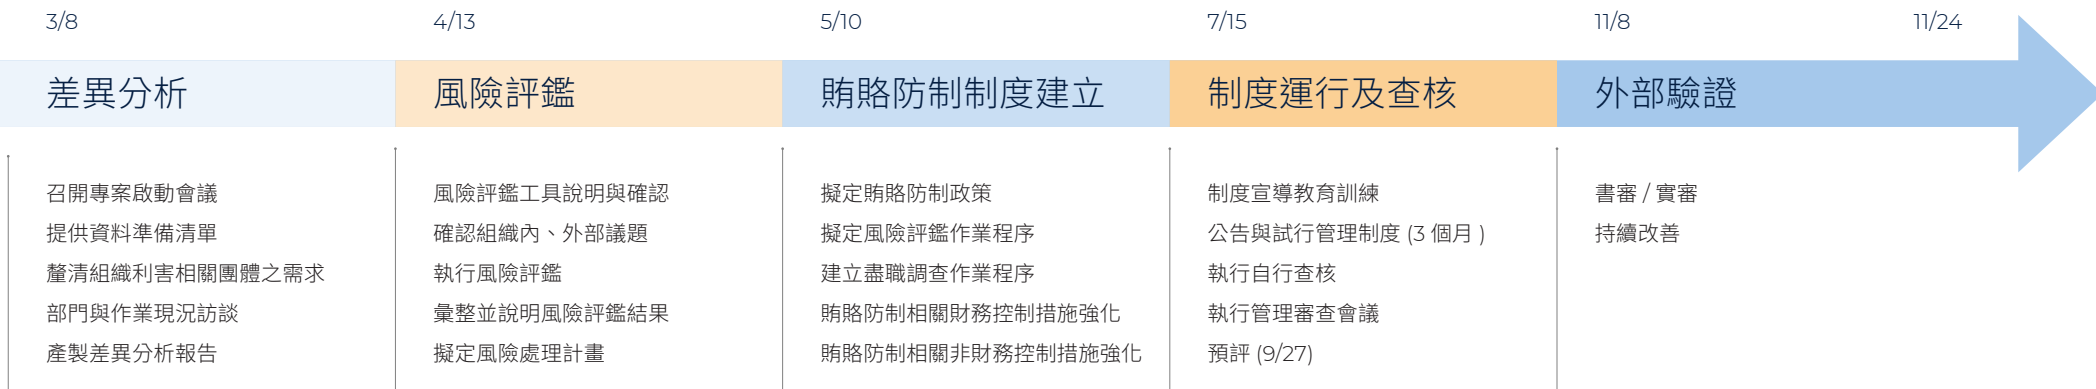 3/8
4/13
5/10
7/15
11/8
11/24
差異分析
風險評鑑
賄賂防制制度建立
制度運行及查核
外部驗證
召開專案啟動會議
提供資料準備清單
釐清組織利害相關團體之需求
部門與作業現況訪談
產製差異分析報告
風險評鑑工具說明與確認
確認組織內、外部議題
執行風險評鑑
彙整並說明風險評鑑結果
擬定風險處理計畫
擬定賄賂防制政策
擬定風險評鑑作業程序
建立盡職調查作業程序
賄賂防制相關財務控制措施強化
賄賂防制相關非財務控制措施強化
制度宣導教育訓練
公告與試行管理制度 (3 個月 )
執行自行查核
執行管理審查會議
預評 (9/27)
書審 / 實審
持續改善